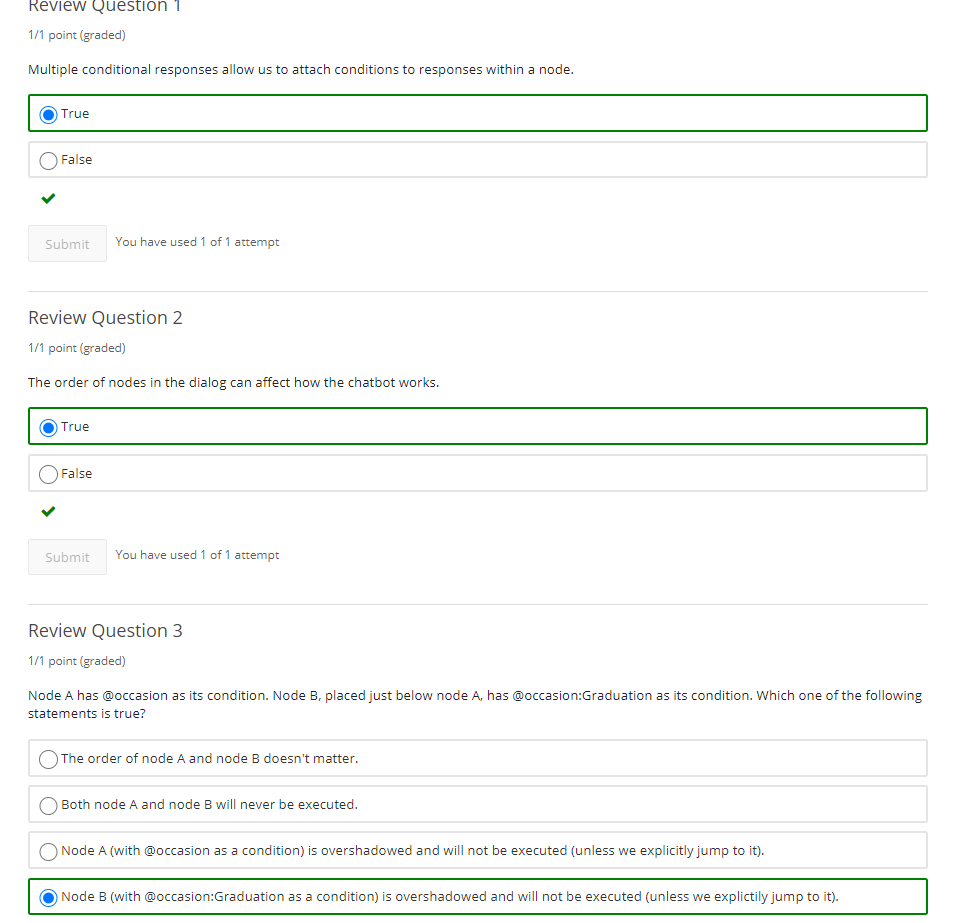 Review Question 1
1/1 point (graded)
Multiple conditional responses allow us to attach conditions to responses within a node.
True
False
Submit You have used 1 of 1 attempt
Review Question 2
1/1 point (graded)
The order of nodes in the dialog can affect how the chatbot works.
True
False
Submit You have used 1 of 1 attempt
Review Question 3
1/1 point (graded)
Node A has @occasion as its condition. Node B, placed just below node A, has @occasion:Graduation as its condition. Which one of the following
statements is true?
The order of node A and node B doesn't matter.
Both node A and node B will never be executed.
Node A (with @occasion as a condition) is overshadowed and will not be executed (unless we explicitly jump to it).
Node B (with @occasion:Graduation as a condition) is overshadowed and will not be executed (unless we explictily jump to it).